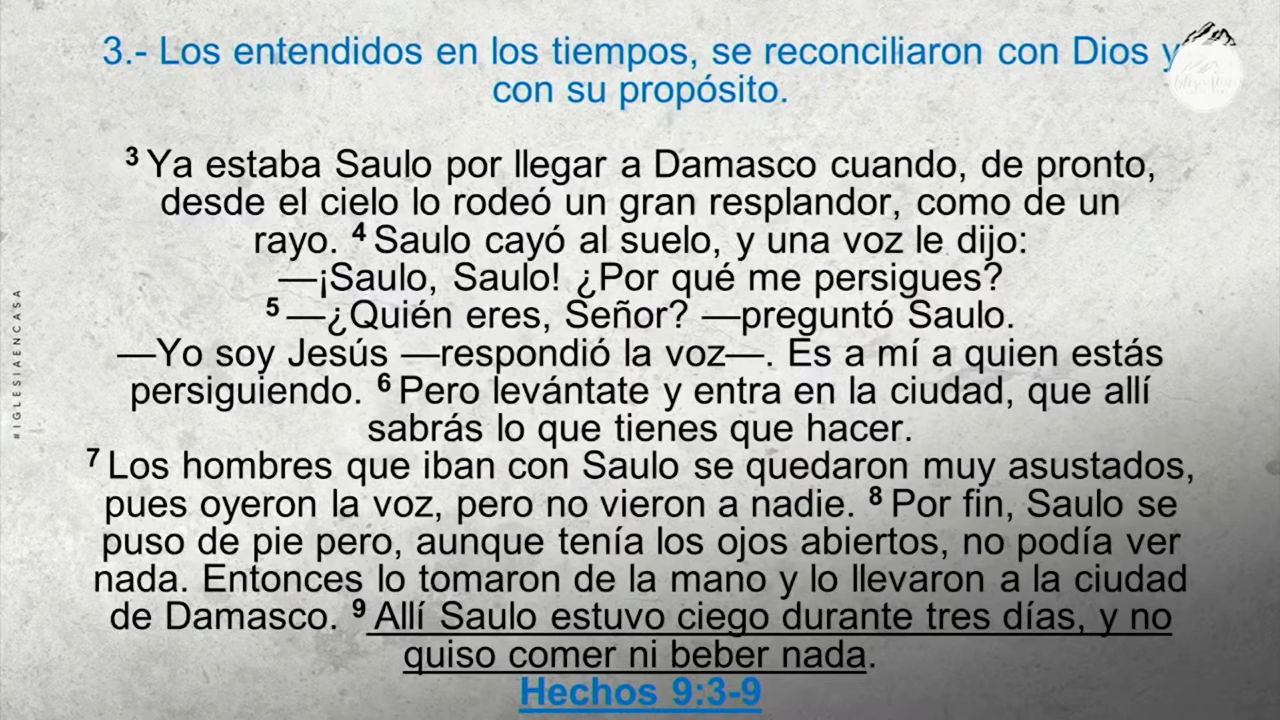 3.- Los entendidos en los tiempos, se reconciliaron con Dios y
con su propósito.
3 Ya estaba Saulo por llegar a Damasco cuando, de pronto,
desde el cielo lo rodeó un gran resplandor, como de un
rayo. 4 Saulo cayó al suelo, y una voz le dijo:
—¡Saulo, Saulo! ¿Por qué me persigues?
5 —¿Quién eres, Señor? —preguntó Saulo.
—Yo soy Jesús —respondió la voz—. Es a mí a quien estás
persiguiendo. 6 Pero levántate y entra en la ciudad, que allí
sabrás lo que tienes que hacer.
7 Los hombres que iban con Saulo se quedaron muy asustados,
pues oyeron la voz, pero no vieron a nadie. 8 Por fin, Saulo se
puso de pie pero, aunque tenía los ojos abiertos, no podía ver
nada. Entonces lo tomaron de la mano y lo llevaron a la ciudad
de Damasco. 9 Allí Saulo estuvo ciego durante tres días, y no
quiso comer ni beber nada.
Hechos 9:3-9
#IGLESIAENCASA